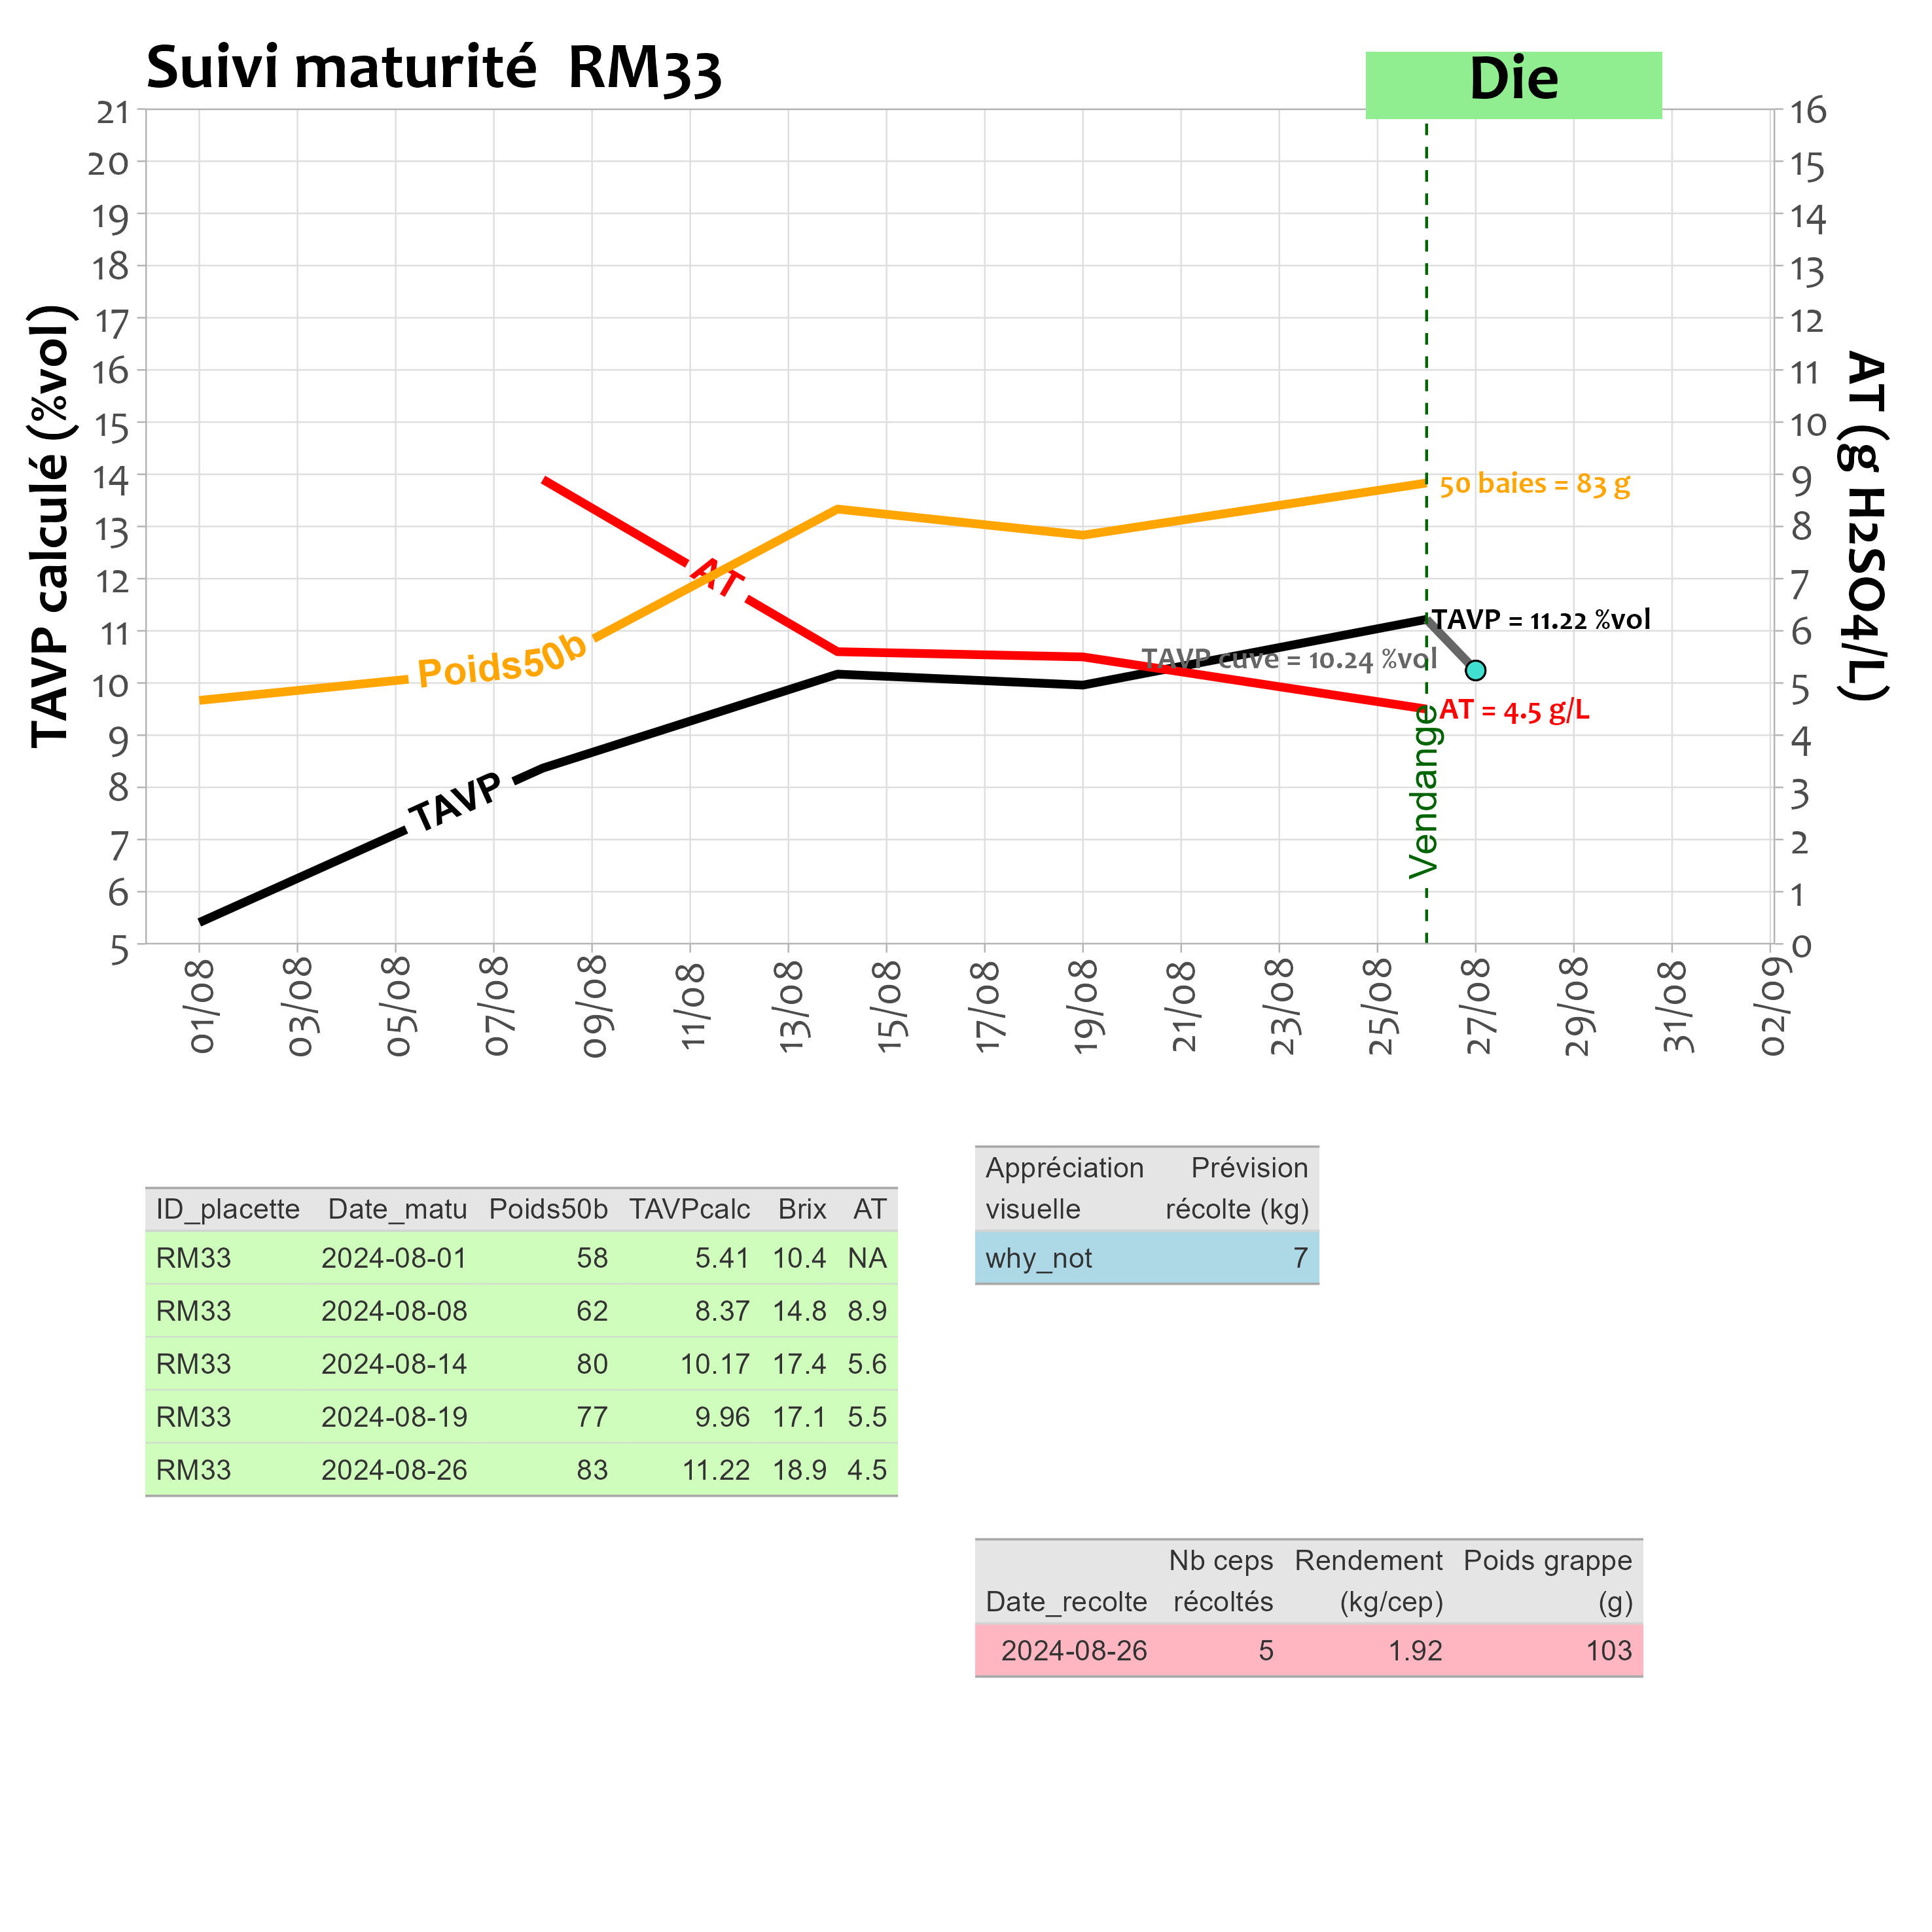 Suivi maturité RM33
Die
TAVP calculé (%vol)
21
20
19
18
17
16
15
14
13
12
11
10
9
8
7
6
5
AT (g H2SO4/L)
16
15
14
13
12
11
10
9
8
7
6
5
4
3
2
1
0
50 baies = 83 g
AT
TAVP = 11.22 %vol
Poids50b
TAVP cuve = 10.24 %vol
AT = 4.5 g/L
TAVP
Vendange
01/08
03/08
05/08
07/08
09/08
11/08
13/08
15/08
17/08
19/08
21/08
23/08
25/08
27/08
29/08
31/08
02/09
ID_placette Date_matu Poids50b TAVPcalc Brix AT
RM33 2024-08-01 58 5.41 10.4 NA
RM33 2024-08-08 62 8.37 14.8 8.9
RM33 2024-08-14 80 10.17 17.4 5.6
RM33 2024-08-19 77 9.96 17.1 5.5
RM33 2024-08-26 83 11.22 18.9 4.5
Appréciation Prévision
visuelle récolte (kg)
why_not 7
Nb ceps Rendement Poids grappe
Date_recolte récoltés (kg/cep) (g)
2024-08-26 5 1.92 103